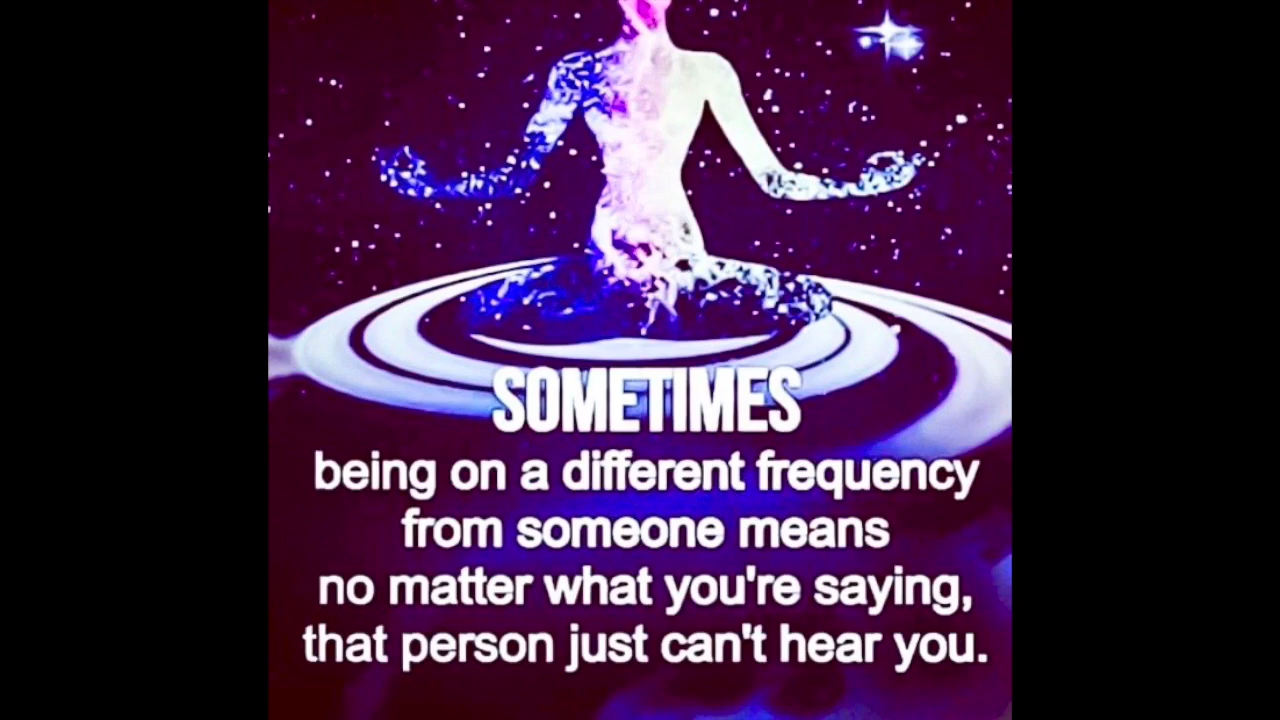 SOMETIMES
being on a different frequency
from someone means
no matter what you're saying,
that person just can't hear you.